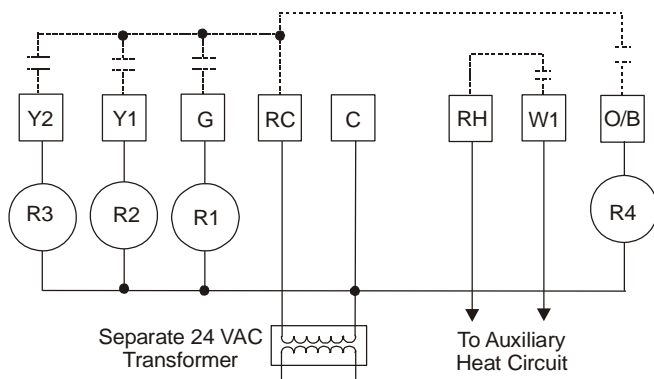 Y2 Y1 G RC C RH W1 O/B
R3 R2 R1 R4
Separate 24 VAC
Transformer
To Auxiliary
Heat Circuit